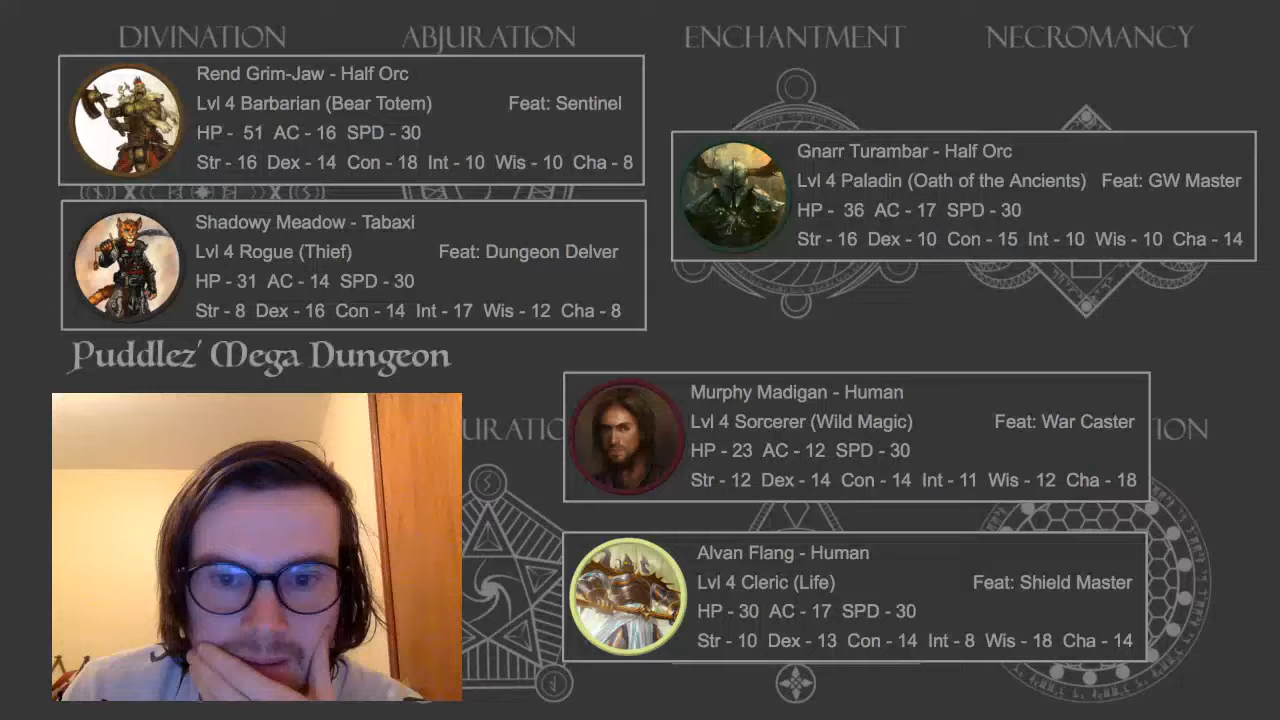 DIVINATION
ABJURATION
ENCHANTMENT
NECROMANCY
Rend Grim-Jaw - Half Orc
Lvl 4 Barbarian (Bear Totem) Feat: Sentinel
HP - 51 AC - 16 SPD - 30
Str - 16 Dex - 14 Con - 18 Int - 10 Wis - 10 Cha - 8
Gnarr Turambar - Half Orc
Lvl 4 Paladin (Oath of the Ancients) Feat: GW Master
HP - 36 AC - 17 SPD - 30
Str - 16 Dex - 10 Con - 15 Int - 10 Wis - 10 Cha - 14
Shadowy Meadow - Tabaxi
Lvl 4 Rogue (Thief) Feat: Dungeon Delver
HP - 31 AC - 14 SPD - 30
Str - 8 Dex - 16 Con - 14 Int - 17 Wis - 12 Cha - 8
Puddlez' Mega Dungeon
Murphy Madigan - Human
Lvl 4 Sorcerer (Wild Magic) Feat: War Caster
HP - 23 AC - 12 SPD - 30
Str - 12 Dex - 14 Con - 14 Int - 11 Wis - 12 Cha - 18
Alvan Flang - Human
Lvl 4 Cleric (Life) Feat: Shield Master
HP - 30 AC - 17 SPD - 30
Str - 10 Dex - 13 Con - 14 Int - 8 Wis - 18 Cha - 14